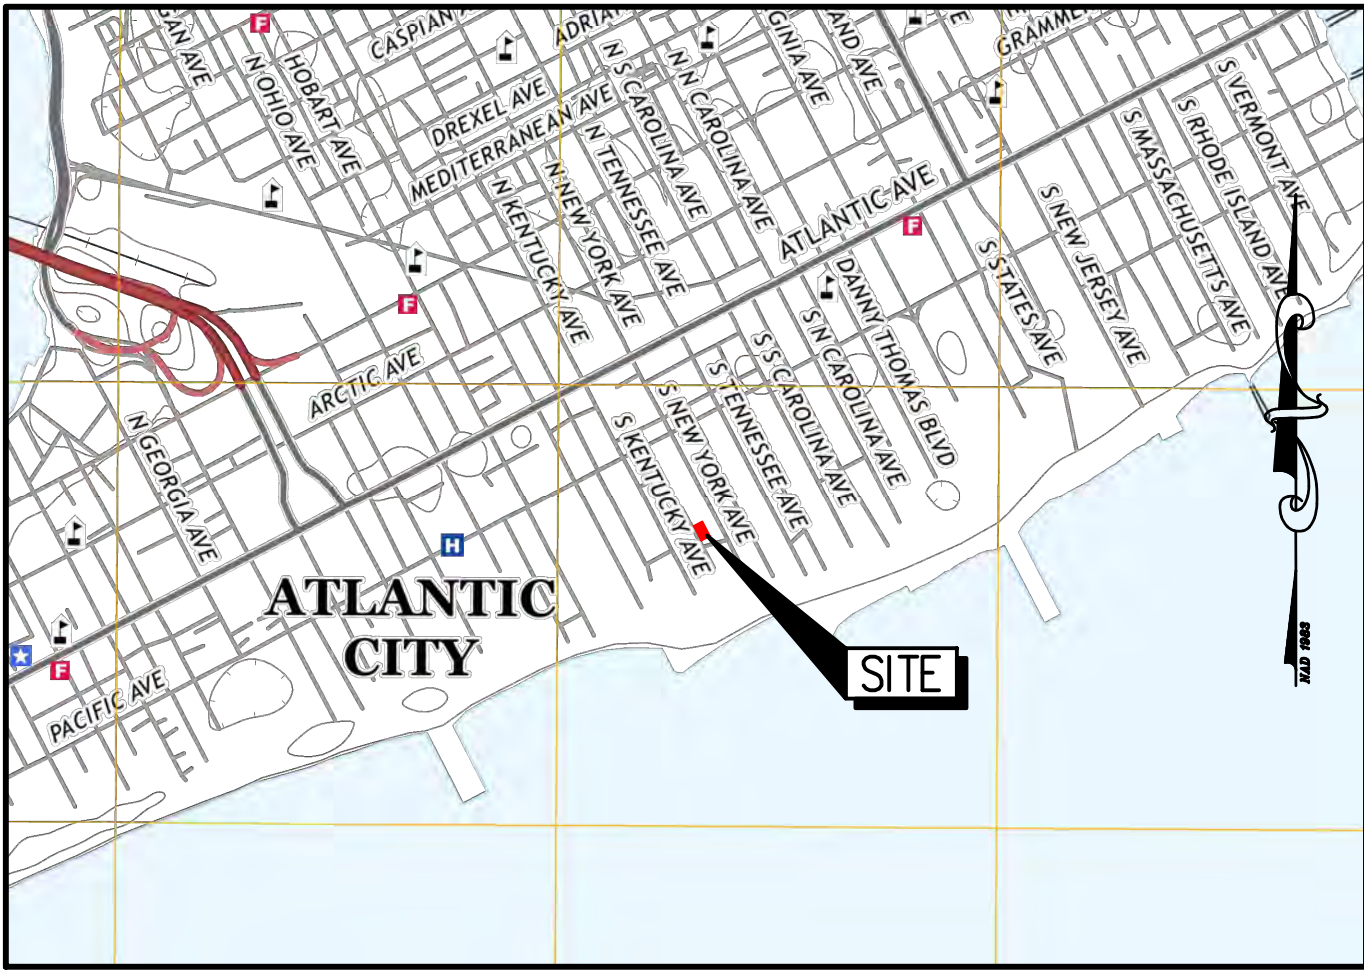 CASPIAN
ADRIA
GRAMME
N OHIO AVE
HOBART AVE
DREXEL AVE
MEDITERRANEAN AVE
N S CAROLINA AVE
N N CAROLINA AVE
GINIA AVE
AND AVE
N KENTUCKY AVE
N NEW YORK AVE
N TENNESSEE AVE
ATLANTIC AVE
S VERMONT AVE
S RHODE ISLAND AVE
S MASSACHUSETTS AVE
S NEW JERSEY AVE
S STATES AVE
DANNY THOMAS BLVD
S N CAROLINA AVE
S S CAROLINA AVE
S TENNESSEE AVE
S NEW YORK AVE
S KENTUCKY AVE
ARCTIC AVE
N GEORGIA AVE
PACIFIC AVE
ATLANTIC
CITY
SITE
NAD 1983
F
F
F
F
H